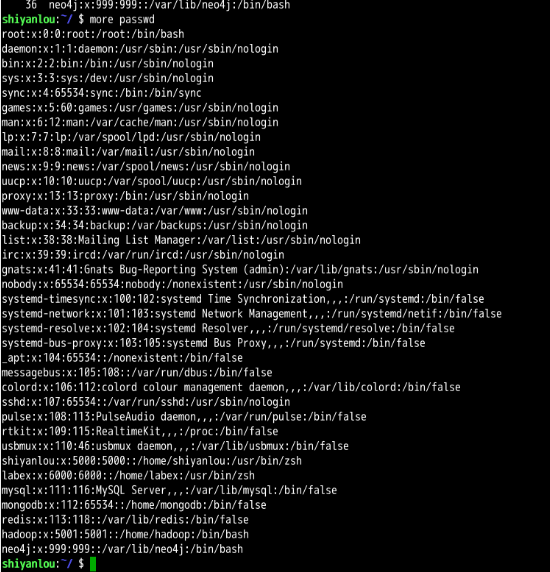 36 neo4j:x:999:999::/var/lib/neo4j:/bin/bash
shiyanlou:~/ $ more passwd
root:x:0:0:root:/root:/bin/bash
daemon:x:1:1:daemon:/usr/sbin:/usr/sbin/nologin
bin:x:2:2:bin:/bin:/usr/sbin/nologin
sys:x:3:3:sys:/dev:/usr/sbin/nologin
sync:x:4:65534:sync:/bin:/bin/sync
games:x:5:60:games:/usr/games:/usr/sbin/nologin
man:x:6:12:man:/var/cache/man:/usr/sbin/nologin
lp:x:7:7:lp:/var/spool/lpd:/usr/sbin/nologin
mail:x:8:8:mail:/var/mail:/usr/sbin/nologin
news:x:9:9:news:/var/spool/news:/usr/sbin/nologin
uucp:x:10:10:uucp:/var/spool/uucp:/usr/sbin/nologin
proxy:x:13:13:proxy:/bin:/usr/sbin/nologin
www-data:x:33:33:www-data:/var/www:/usr/sbin/nologin
backup:x:34:34:backup:/var/backups:/usr/sbin/nologin
list:x:38:38:Mailing List Manager:/var/list:/usr/sbin/nologin
irc:x:39:39:ircd:/var/run/ircd:/usr/sbin/nologin
gnats:x:41:41:Gnats Bug-Reporting System (admin):/var/lib/gnats:/usr/sbin/nologin
nobody:x:65534:65534:nobody:/nonexistent:/usr/sbin/nologin
systemd-timesync:x:100:102:systemd Time Synchronization,,,:/run/systemd:/bin/false
systemd-network:x:101:103:systemd Network Management,,,:/run/systemd/netif:/bin/false
systemd-resolve:x:102:104:systemd Resolver,,,:/run/systemd/resolve:/bin/false
systemd-bus-proxy:x:103:105:systemd Bus Proxy,,,:/run/systemd:/bin/false
_apt:x:104:65534::/nonexistent:/bin/false
messagebus:x:105:108::/var/run/dbus:/bin/false
colord:x:106:112:colord colour management daemon,,,:/var/lib/colord:/bin/false
sshd:x:107:65534::/var/run/sshd:/usr/sbin/nologin
pulse:x:108:113:PulseAudio daemon,,,:/var/run/pulse:/bin/false
rtkit:x:109:115:RealtimeKit,,,:/proc:/bin/false
usbmux:x:110:46:usbmux daemon,,,:/var/lib/usbmux:/bin/false
shiyanlou:x:5000:5000::/home/shiyanlou:/usr/bin/zsh
labex:x:6000:6000::/home/labex:/usr/bin/zsh
mysql:x:111:116:MySQL Server,,,:/var/lib/mysql:/bin/false
mongodb:x:112:65534::/home/mongodb:/bin/false
redis:x:113:118::/var/lib/redis:/bin/false
hadoop:x:5001:5001::/home/hadoop:/bin/bash
neo4j:x:999:999::/var/lib/neo4j:/bin/bash
shiyanlou:~/ $